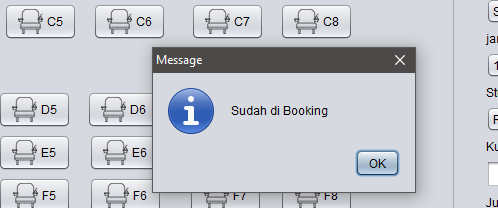 C5 C6 C7 C8
Message
Sudah di Booking
D5 D6
E5 E6
OK
F5 F6 F7 F8